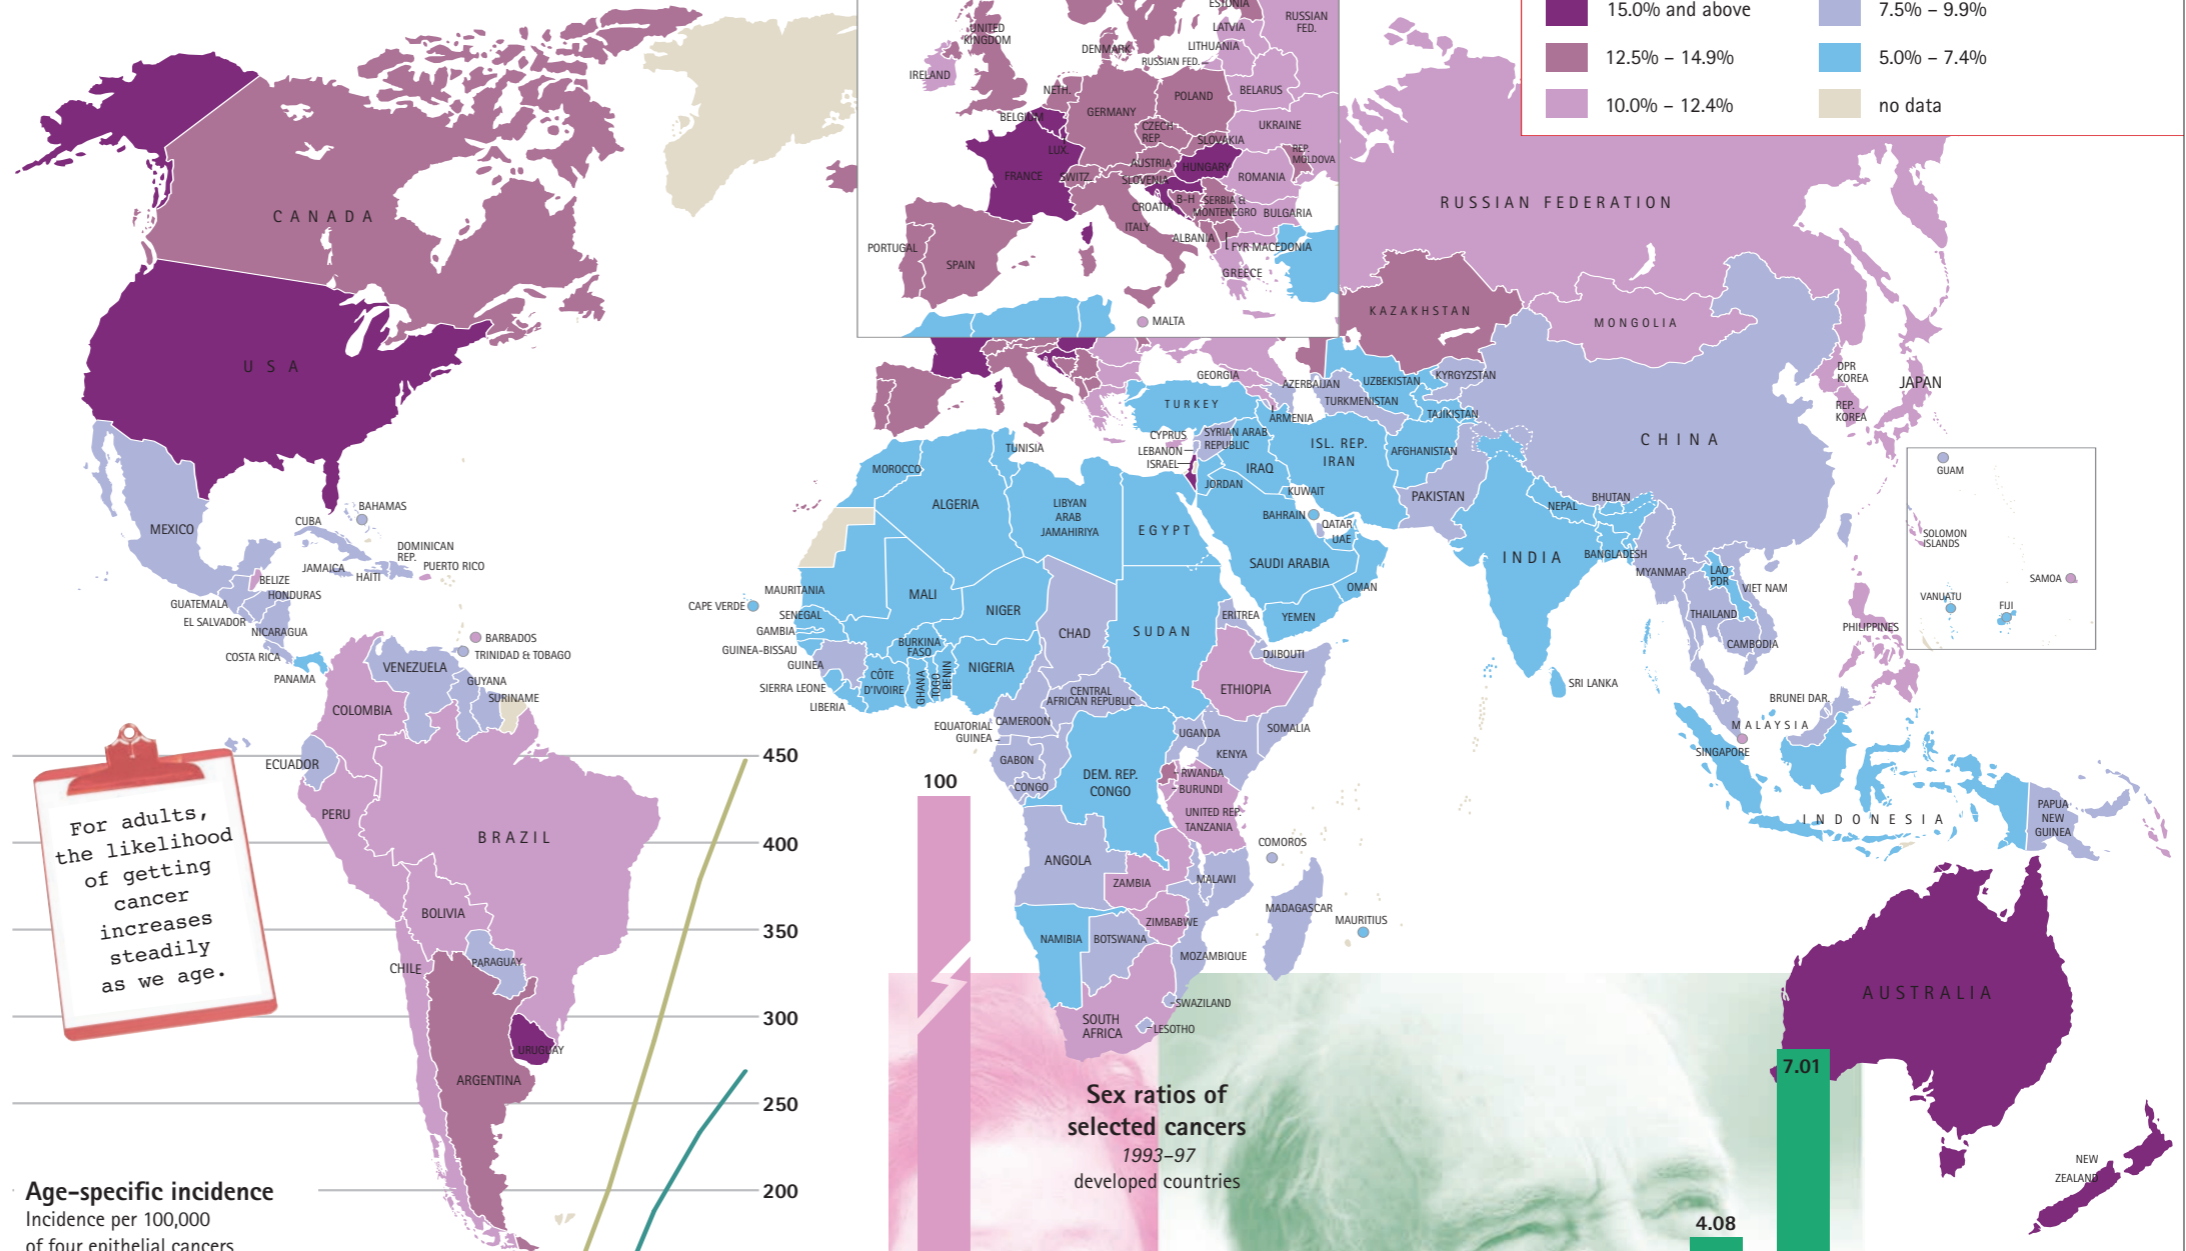 15.0% and above
12.5% – 14.9%
10.0% – 12.4%
7.5% – 9.9%
5.0% – 7.4%
no data
CANADA
USA
MEXICO
CUBA
BAHAMAS
DOMINICAN
REP.
PUERTO RICO
JAMAICA
HAITI
BELIZE
HONDURAS
GUATEMALA
EL SALVADOR
NICARAGUA
COSTA RICA
PANAMA
BARBADOS
TRINIDAD & TOBAGO
VENEZUELA
GUYANA
SURINAME
COLOMBIA
ECUADOR
PERU
BRAZIL
BOLIVIA
PARAGUAY
CHILE
URUGUAY
ARGENTINA
ESTONIA
LATVIA
LITHUANIA
RUSSIAN FED.
RUSSIAN
FED.
UNITED
KINGDOM
DENMARK
IRELAND
NETH.
BELGIUM
LUX.
GERMANY
POLAND
BELARUS
UKRAINE
CZECH
REP.
SLOVAKIA
AUSTRIA
HUNGARY
REP.
MOLDOVA
FRANCE
SWITZ.
SLOVENIA
ROMANIA
CROATIA
B-H
SERBIA &
MONTENEGRO
BULGARIA
ITALY
ALBANIA
FYR MACEDONIA
PORTUGAL
SPAIN
GREECE
MALTA
RUSSIAN FEDERATION
KAZAKHSTAN
MONGOLIA
GEORGIA
AZERBAIJAN
UZBEKISTAN
KYRGYZSTAN
TURKMENISTAN
TAJIKISTAN
ARMENIA
TURKEY
CYPRUS
SYRIAN ARAB
REPUBLIC
LEBANON
ISRAEL
IRAQ
JORDAN
ISL. REP.
IRAN
AFGHANISTAN
PAKISTAN
KUWAIT
BAHRAIN
QATAR
UAE
SAUDI ARABIA
OMAN
YEMEN
CHINA
DPR
KOREA
REP.
KOREA
JAPAN
NEPAL
BHUTAN
INDIA
BANGLADESH
MYANMAR
LAO
PDR
VIET NAM
THAILAND
CAMBODIA
SRI LANKA
PHILIPPINES
BRUNEI DAR.
MALAYSIA
SINGAPORE
INDONESIA
PAPUA
NEW
GUINEA
GUAM
SOLOMON
ISLANDS
SAMOA
VANUATU
FIJI
AUSTRALIA
NEW
ZEALAND
TUNISIA
MOROCCO
ALGERIA
LIBYAN
ARAB
JAMAHIRIYA
EGYPT
MAURITANIA
MALI
NIGER
CHAD
SUDAN
ERITREA
DJIBOUTI
CAPE VERDE
SENEGAL
GAMBIA
GUINEA-BISSAU
GUINEA
SIERRA LEONE
LIBERIA
BURKINA
FASO
CÔTE
D'IVOIRE
GHANA
TOGO
BENIN
NIGERIA
CENTRAL
AFRICAN REPUBLIC
ETHIOPIA
SOMALIA
CAMEROON
EQUATORIAL
GUINEA
GABON
CONGO
DEM. REP.
CONGO
UGANDA
KENYA
RWANDA
BURUNDI
UNITED REP.
TANZANIA
ANGOLA
ZAMBIA
MALAWI
COMOROS
MADAGASCAR
MAURITIUS
ZIMBABWE
NAMIBIA
BOTSWANA
MOZAMBIQUE
SWAZILAND
LESOTHO
SOUTH
AFRICA
For adults,
the likelihood
of getting
cancer
increases
steadily
as we age.
450
400
350
300
250
200
Age-specific incidence
Incidence per 100,000
of four epithelial cancers
100
Sex ratios of
selected cancers
1993–97
developed countries
4.08
7.01